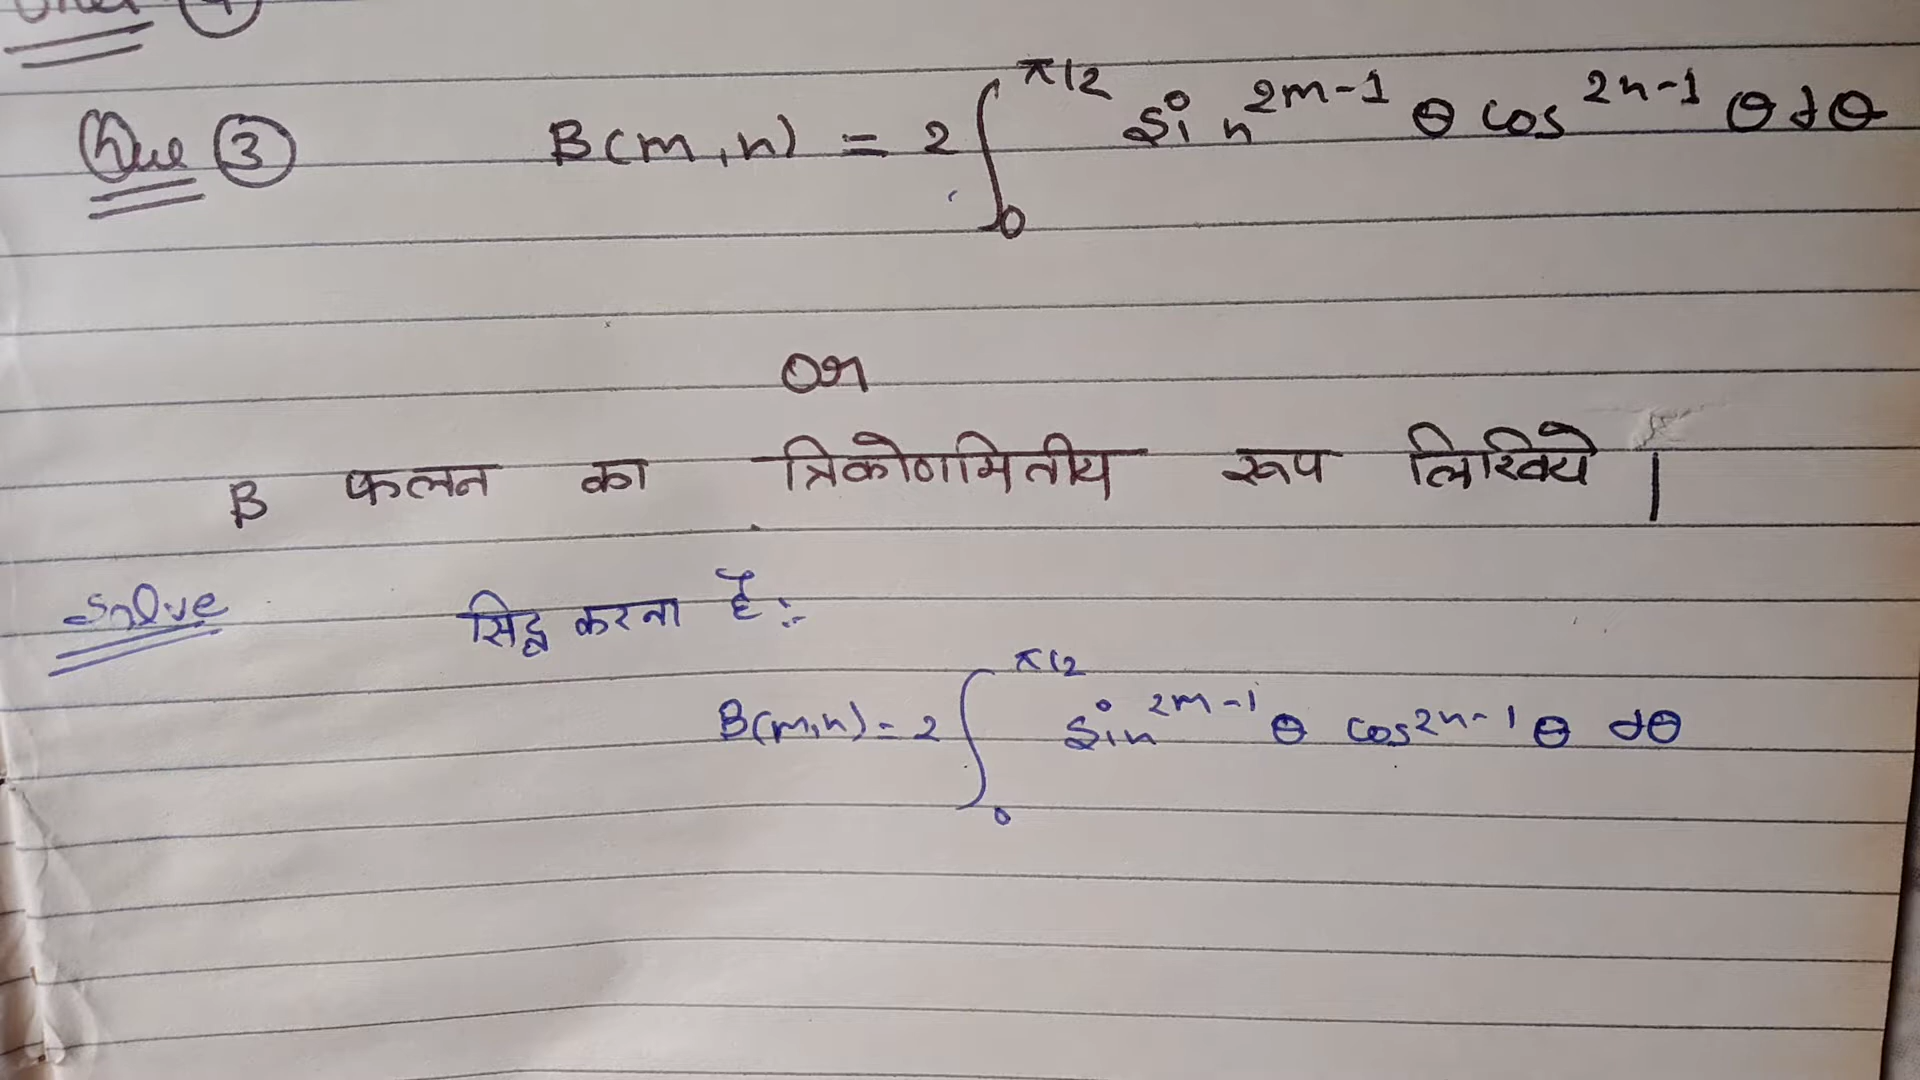 Que ③ B(m,n) = 2 ∫₀^π/2 Sin^2m-1 θ cos^2n-1 θ dθ
Or
B फलन का त्रिकोणमितीय रूप लिखिये |
Solve सिद्ध करना है :-
B(m,n) = 2 ∫₀^π/2 Sin^2m-1 θ cos^2n-1 θ dθ